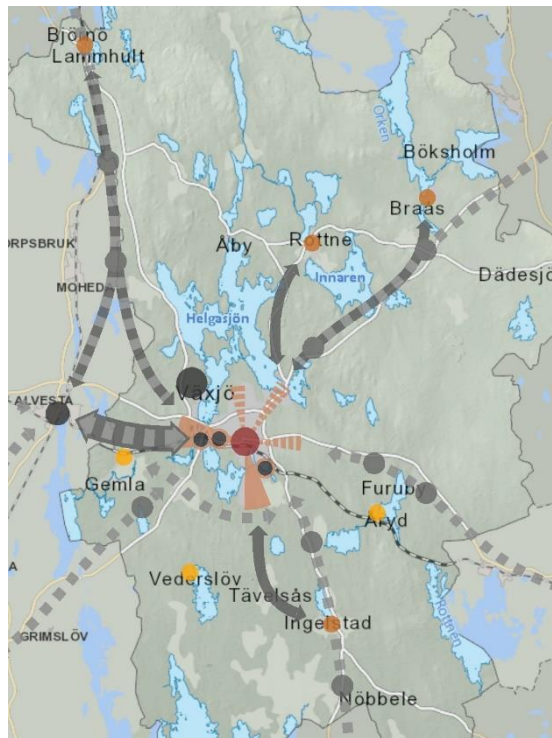 Björnö
Lammhult
Örken
Böksholm
Braås
ORPSBRUK
Åby
Rottne
Innaren
Dädesjö
MOHEDA
Helgasjön
Växjö
ALVESTA
Gemla
Furuby
Åryd
Vederslöv
Tävelsås
Rottnen
Ingelstad
GRIMSLÖV
Nöbbele